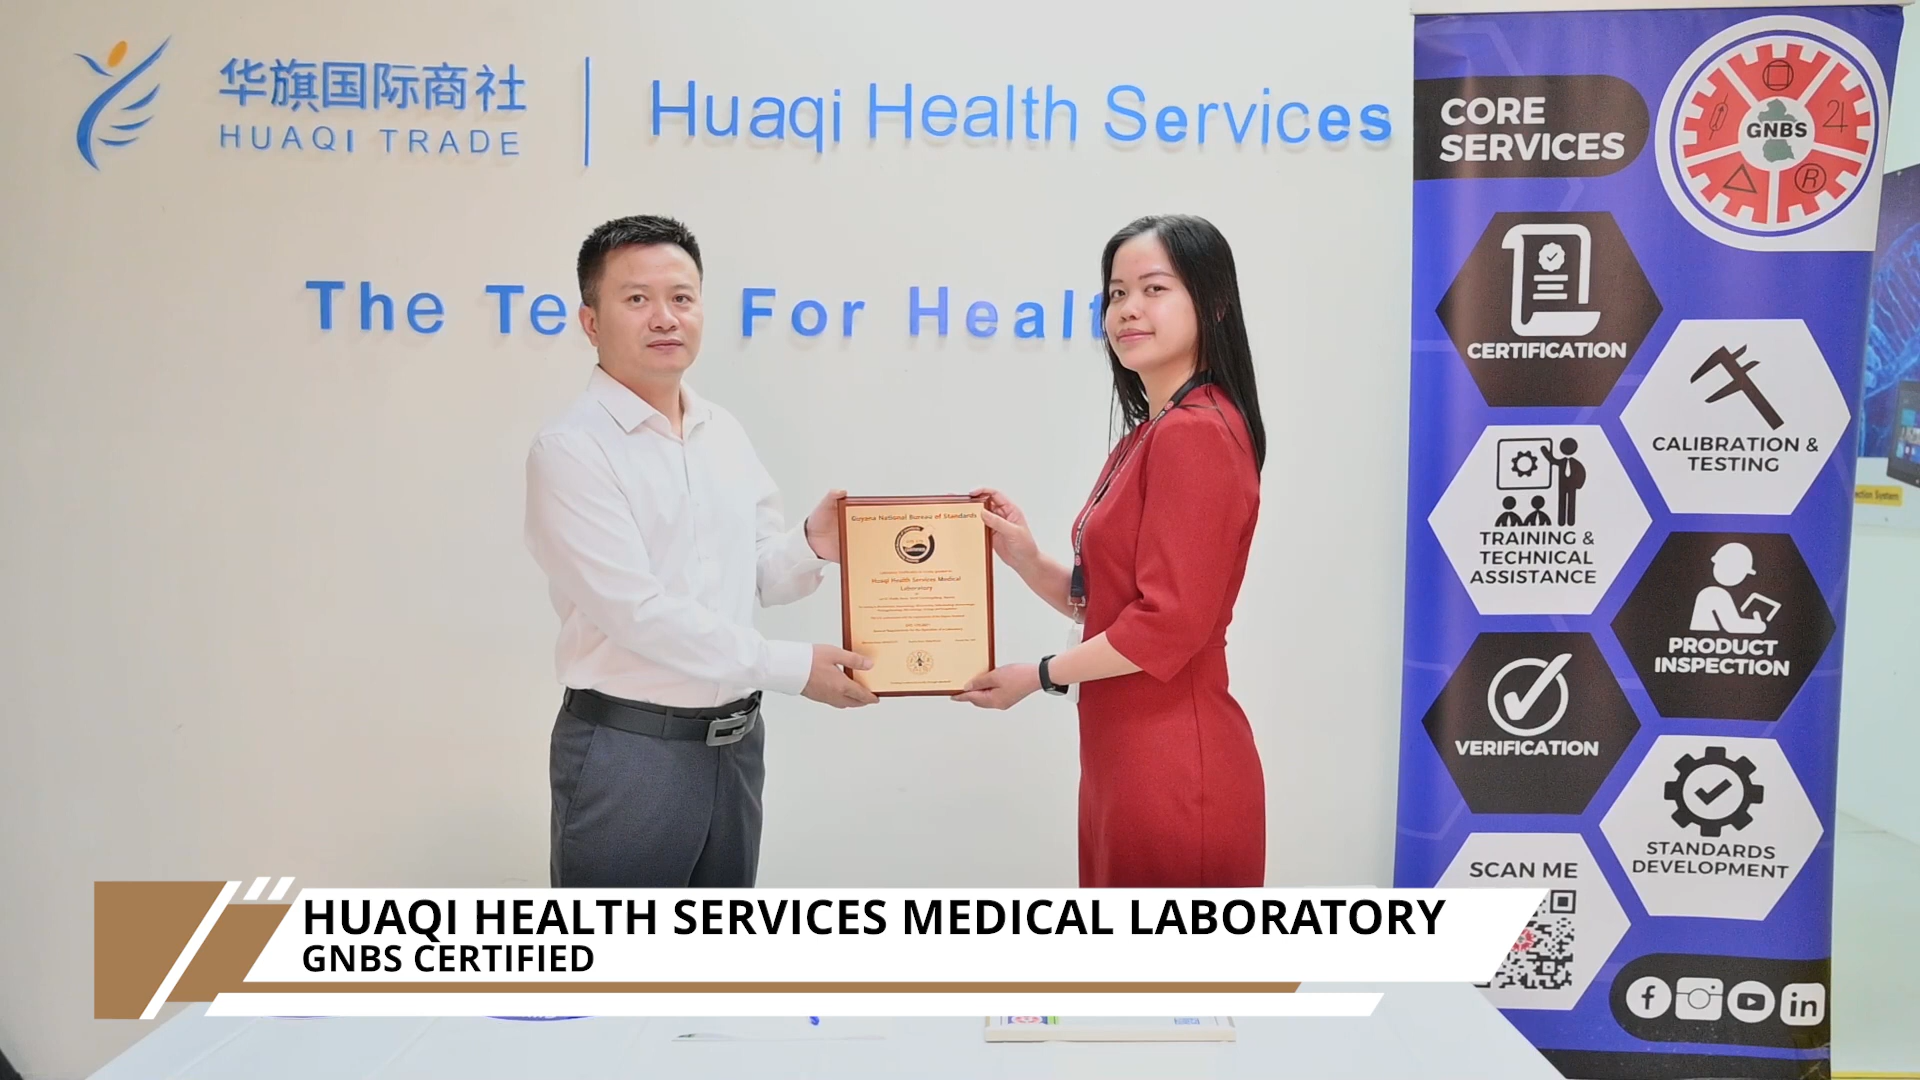 华旗国际商社
HUAQI TRADE
Huaqi Health Services
The Te For Healt
CORE
SERVICES
GNBS
CERTIFICATION
CALIBRATION &
TESTING
TRAINING &
TECHNICAL
ASSISTANCE
PRODUCT
INSPECTION
VERIFICATION
STANDARDS
DEVELOPMENT
SCAN ME
Guyana National Bureau of Standards
Huaqi Health Services Medical
Laboratory
HUAQI HEALTH SERVICES MEDICAL LABORATORY
GNBS CERTIFIED